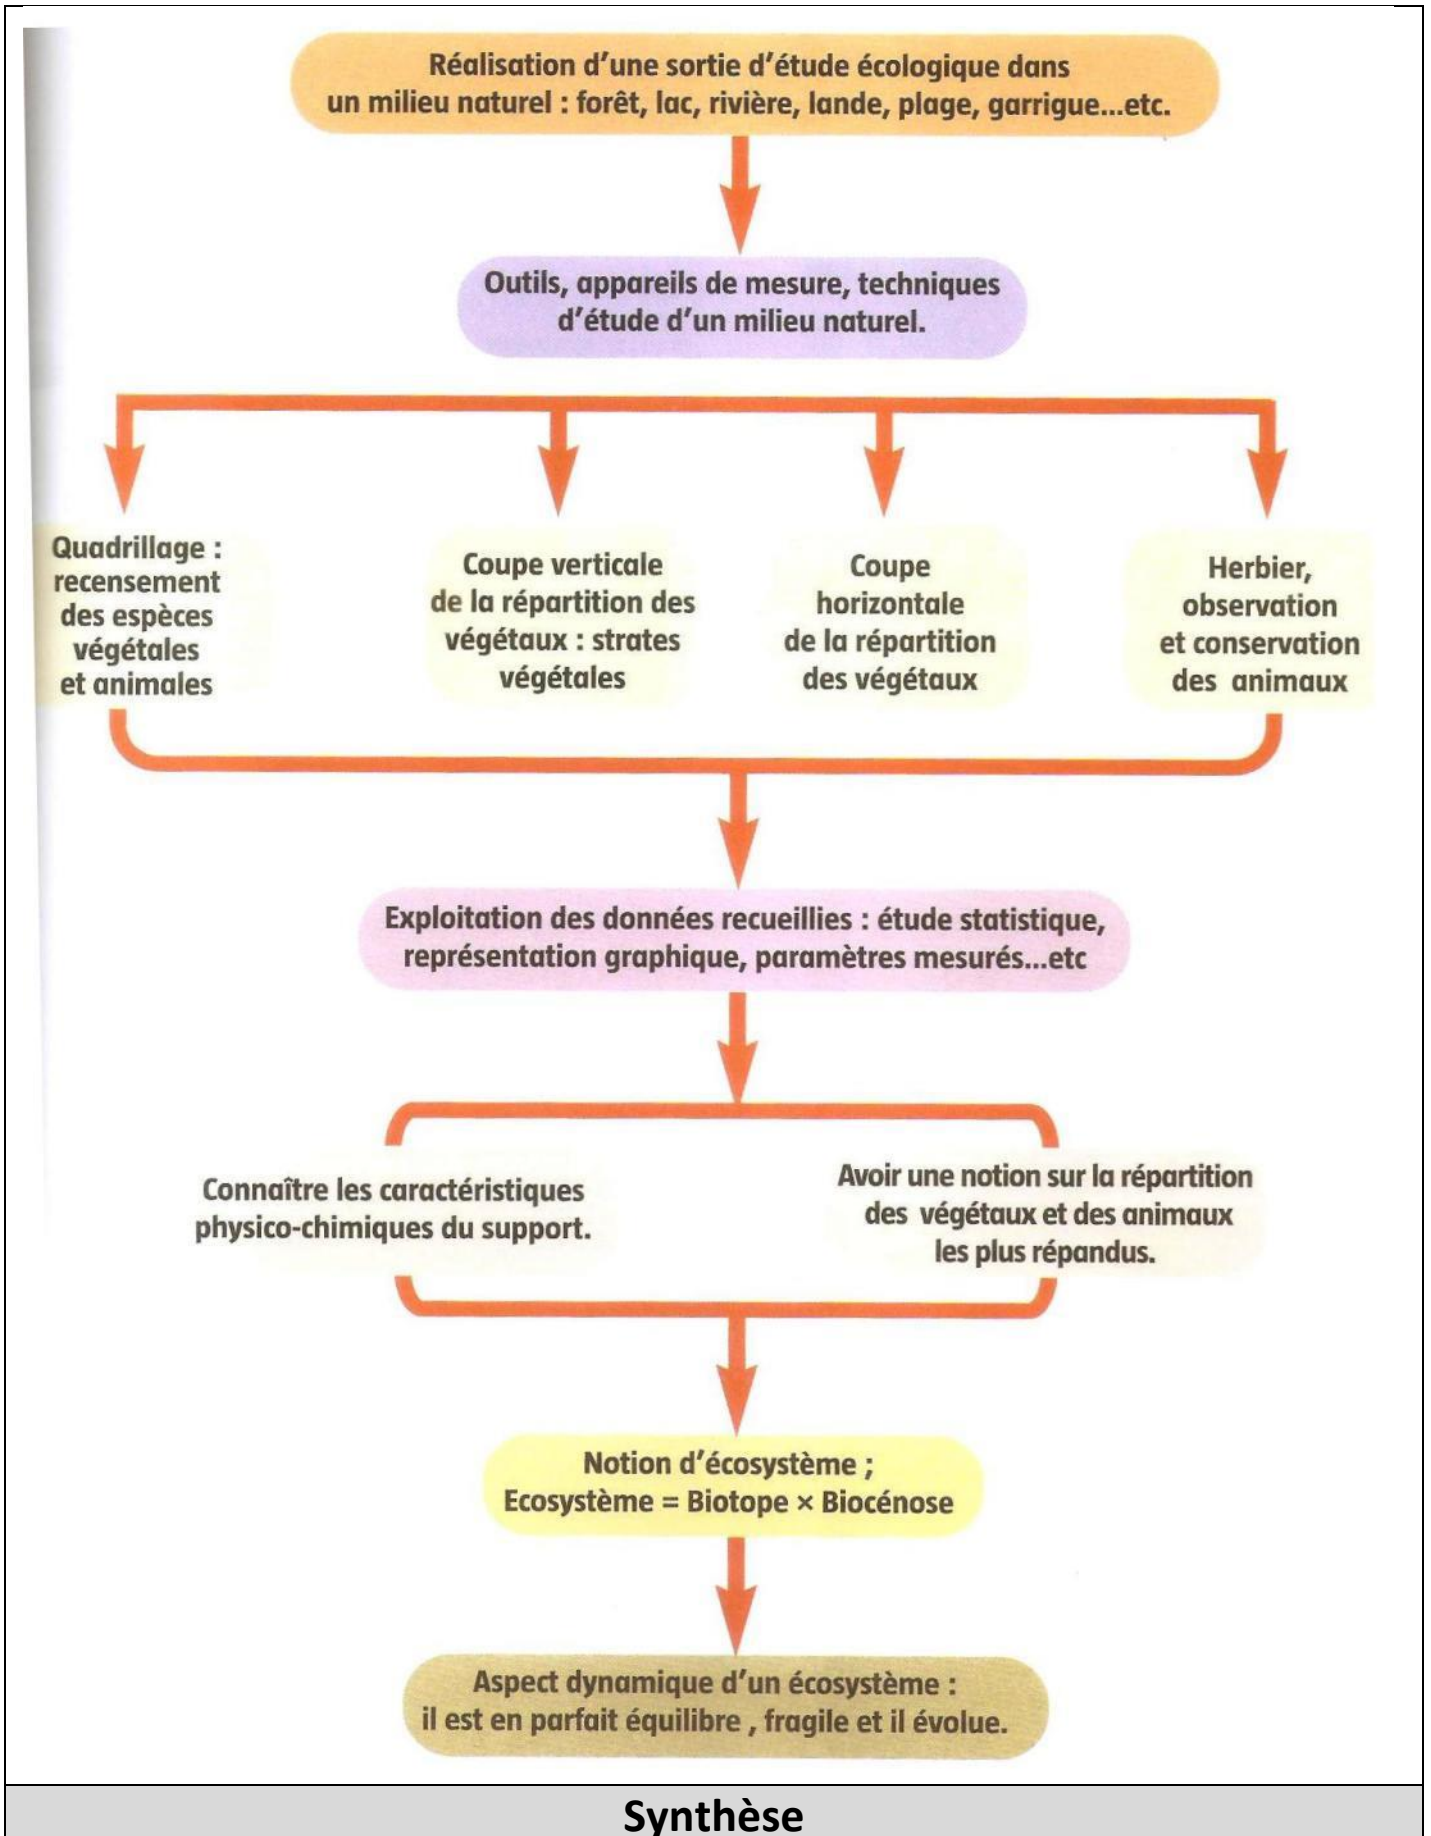 Réalisation d’une sortie d’étude écologique dans
un milieu naturel : forêt, lac, rivière, lande, plage, garrigue...etc.
Outils, appareils de mesure, techniques
d’étude d’un milieu naturel.
Quadrillage :
recensement
des espèces
végétales
et animales
Coupe verticale
de la répartition des
végétaux : strates
végétales
Coupe
horizontale
de la répartition
des végétaux
Herbier,
observation
et conservation
des animaux
Exploitation des données recueillies : étude statistique,
représentation graphique, paramètres mesurés...etc
Connaître les caractéristiques
physico-chimiques du support.
Avoir une notion sur la répartition
des végétaux et des animaux
les plus répandus.
Notion d’écosystème ;
Ecosystème = Biotope × Biocénose
Aspect dynamique d’un écosystème :
il est en parfait équilibre , fragile et il évolue.
Synthèse